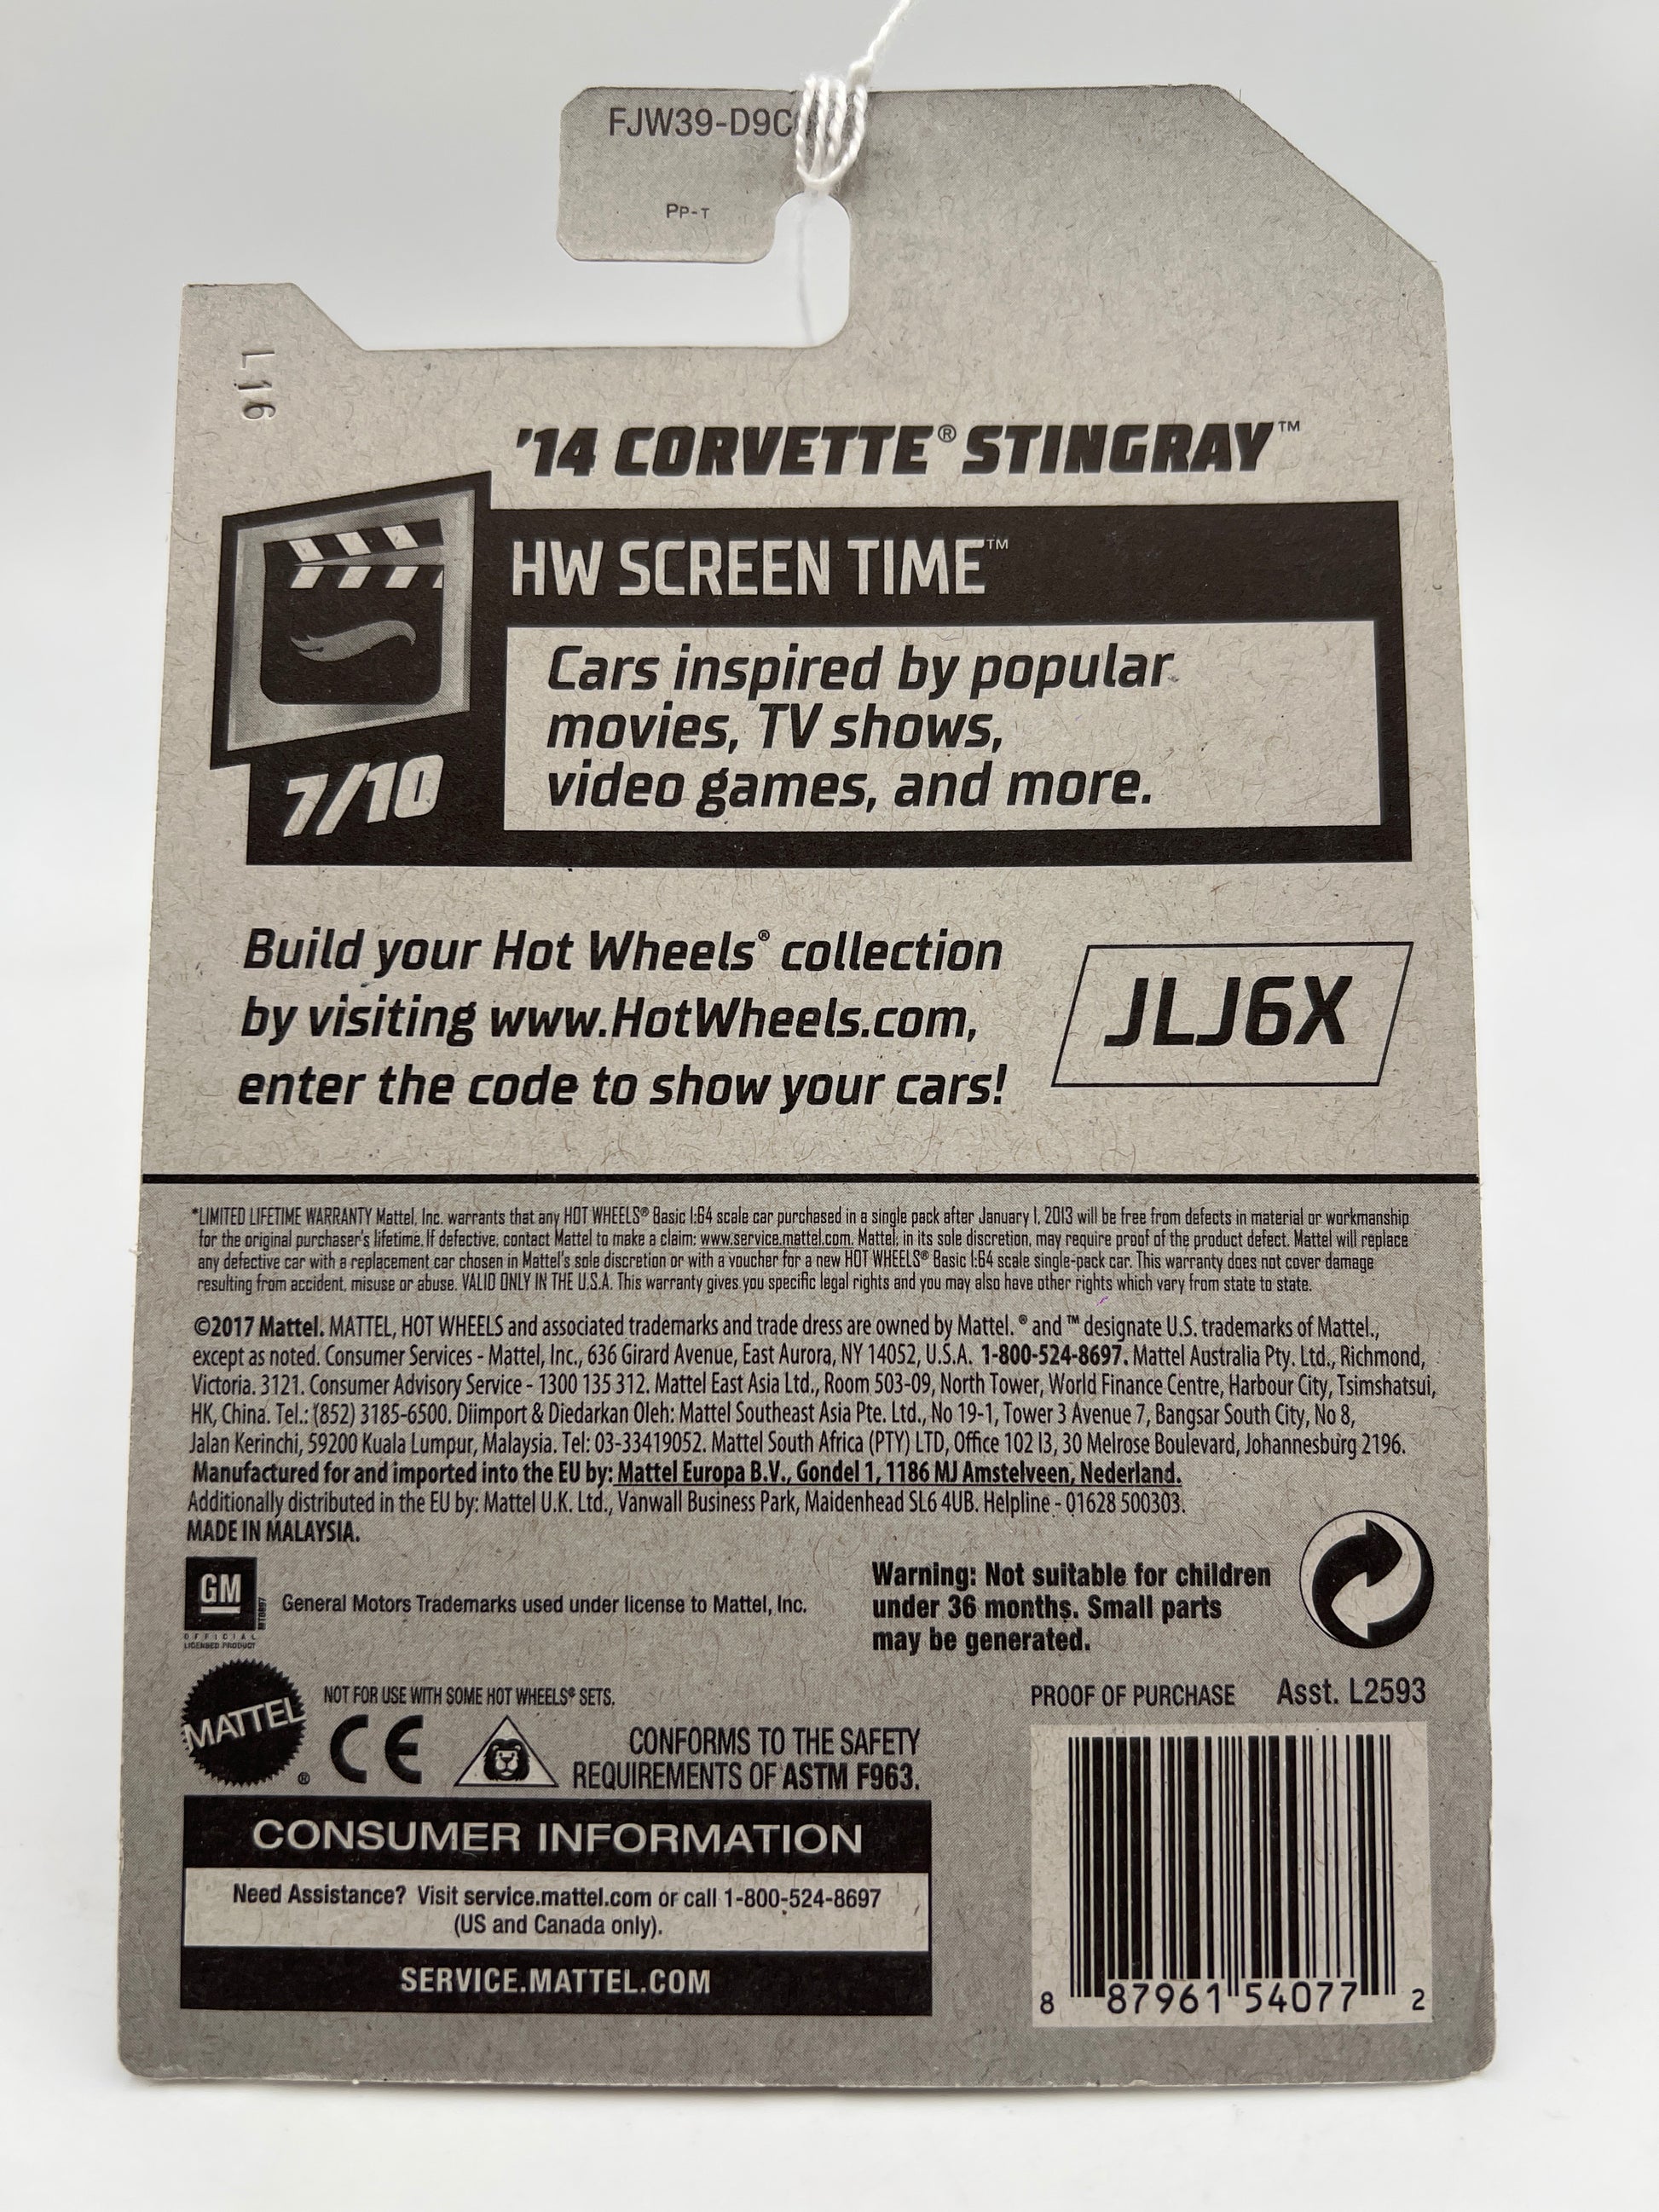 FJW39-D9C
PP-T
L 16
'14 CORVETTE® STINGRAY™
HW SCREEN TIME™
Cars inspired by popular
movies, TV shows,
video games, and more.
7/10
Build your Hot Wheels® collection
by visiting www.HotWheels.com,
enter the code to show your cars!
JLJ6X
*LIMITED LIFETIME WARRANTY Mattel, Inc. warrants that any HOT WHEELS® Basic 1:64 scale car purchased in a single pack after January 1, 2013 will be free from defects in material or workmanship
for the original purchaser's lifetime. If defective, contact Mattel to make a claim: www.service.mattel.com. Mattel, in its sole discretion, may require proof of the product defect. Mattel will replace
any defective car with a replacement car chosen in Mattel's sole discretion or with a voucher for a new HOT WHEELS® Basic 1:64 scale single-pack car. This warranty does not cover damage
resulting from accident, misuse or abuse. VALID ONLY IN THE U.S.A. This warranty gives you specific legal rights and you may also have other rights which vary from state to state.
©2017 Mattel. MATTEL, HOT WHEELS and associated trademarks and trade dress are owned by Mattel. ® and ™ designate U.S. trademarks of Mattel.,
except as noted. Consumer Services - Mattel, Inc., 636 Girard Avenue, East Aurora, NY 14052, U.S.A. 1-800-524-8697. Mattel Australia Pty. Ltd., Richmond,
Victoria. 3121. Consumer Advisory Service - 1300 135 312. Mattel East Asia Ltd., Room 503-09, North Tower, World Finance Centre, Harbour City, Tsimshatsui,
HK, China. Tel.: (852) 3185-6500. Diimport & Diedarkan Oleh: Mattel Southeast Asia Pte. Ltd., No 19-1, Tower 3 Avenue 7, Bangsar South City, No 8,
Jalan Kerinchi, 59200 Kuala Lumpur, Malaysia. Tel: 03-33419052. Mattel South Africa (PTY) LTD, Office 102 I3, 30 Melrose Boulevard, Johannesburg 2196.
Manufactured for and imported into the EU by: Mattel Europa B.V., Gondel 1, 1186 MJ Amstelveen, Nederland.
Additionally distributed in the EU by: Mattel U.K. Ltd., Vanwall Business Park, Maidenhead SL6 4UB. Helpline - 01628 500303.
MADE IN MALAYSIA.
GM
OFFICIAL
LICENSED PRODUCT
General Motors Trademarks used under license to Mattel, Inc.
Warning: Not suitable for children
under 36 months. Small parts
may be generated.
MATTEL®
NOT FOR USE WITH SOME HOT WHEELS® SETS.
CE
CONFORMS TO THE SAFETY
REQUIREMENTS OF ASTM F963.
PROOF OF PURCHASE Asst. L2593
CONSUMER INFORMATION
Need Assistance? Visit service.mattel.com or call 1-800-524-8697
(US and Canada only).
SERVICE.MATTEL.COM
8 87961 54077 2